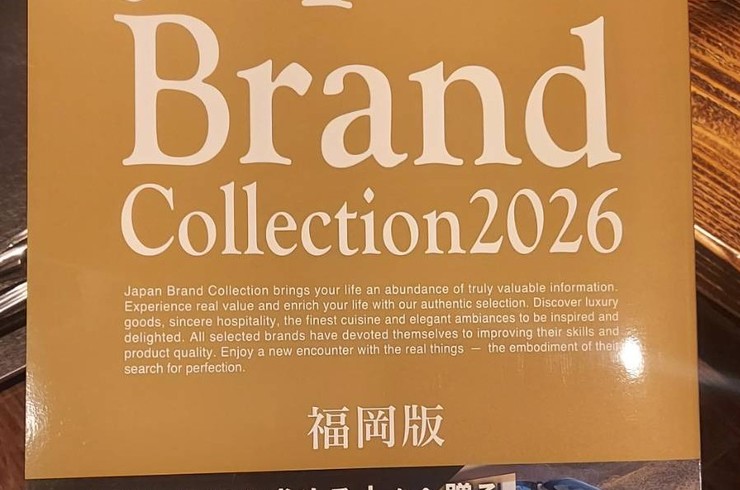 Brand
Collection2026
Japan Brand Collection brings your life an abundance of truly valuable information.
Experience real value and enrich your life with our authentic selection. Discover luxury
goods, sincere hospitality, the finest cuisine and elegant ambiances to be inspired and
delighted. All selected brands have devoted themselves to improving their skills and
product quality. Enjoy a new encounter with the real things — the embodiment of their
search for perfection.
福岡版